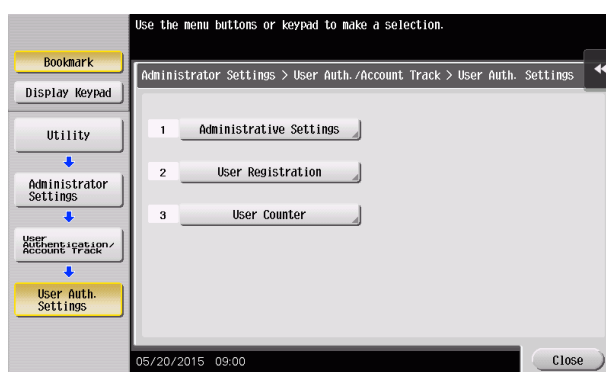 Use the menu buttons or keypad to make a selection.
Bookmark
Display Keypad
Utility
Administrator
Settings
User
Authentication/
Account Track
User Auth.
Settings
Administrator Settings > User Auth./Account Track > User Auth. Settings
1 Administrative Settings
2 User Registration
3 User Counter
05/20/2015 09:00
Close